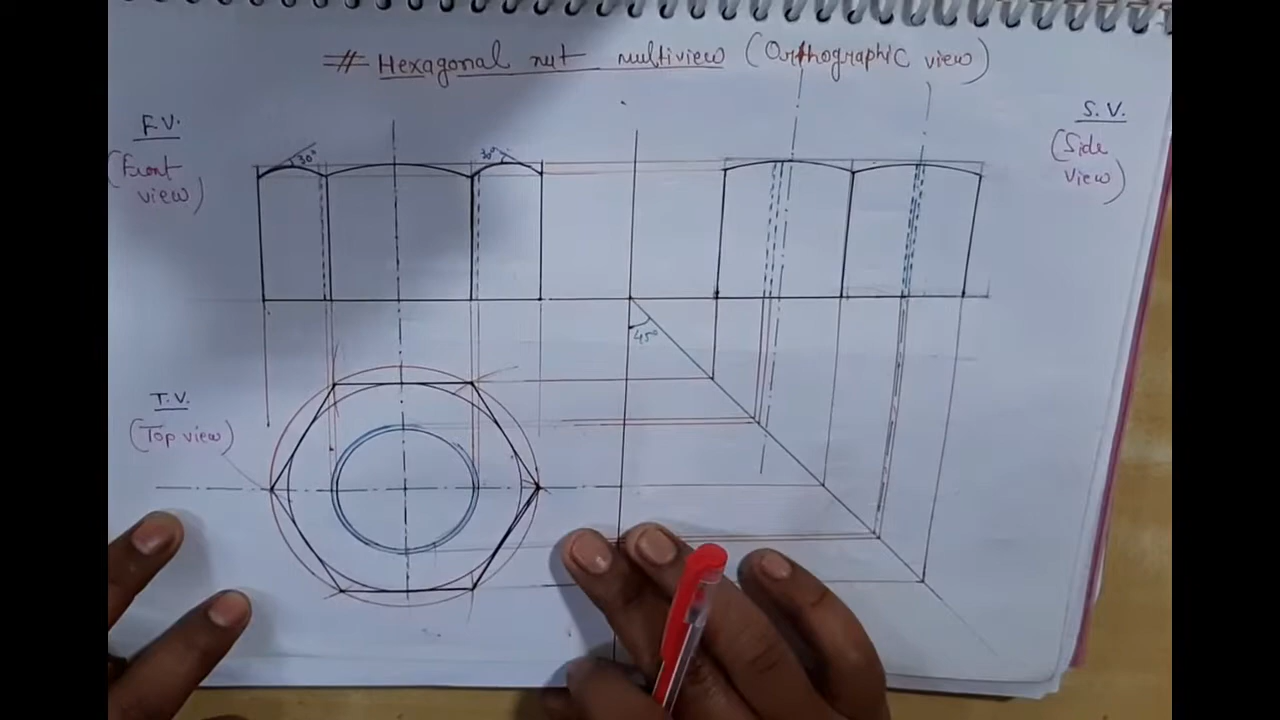 # Hexagonal nut multiview (Orthographic view)
F.V.
(Front
view)
30°
30°
S.V.
(Side
view)
45°
T.V.
(Top view)